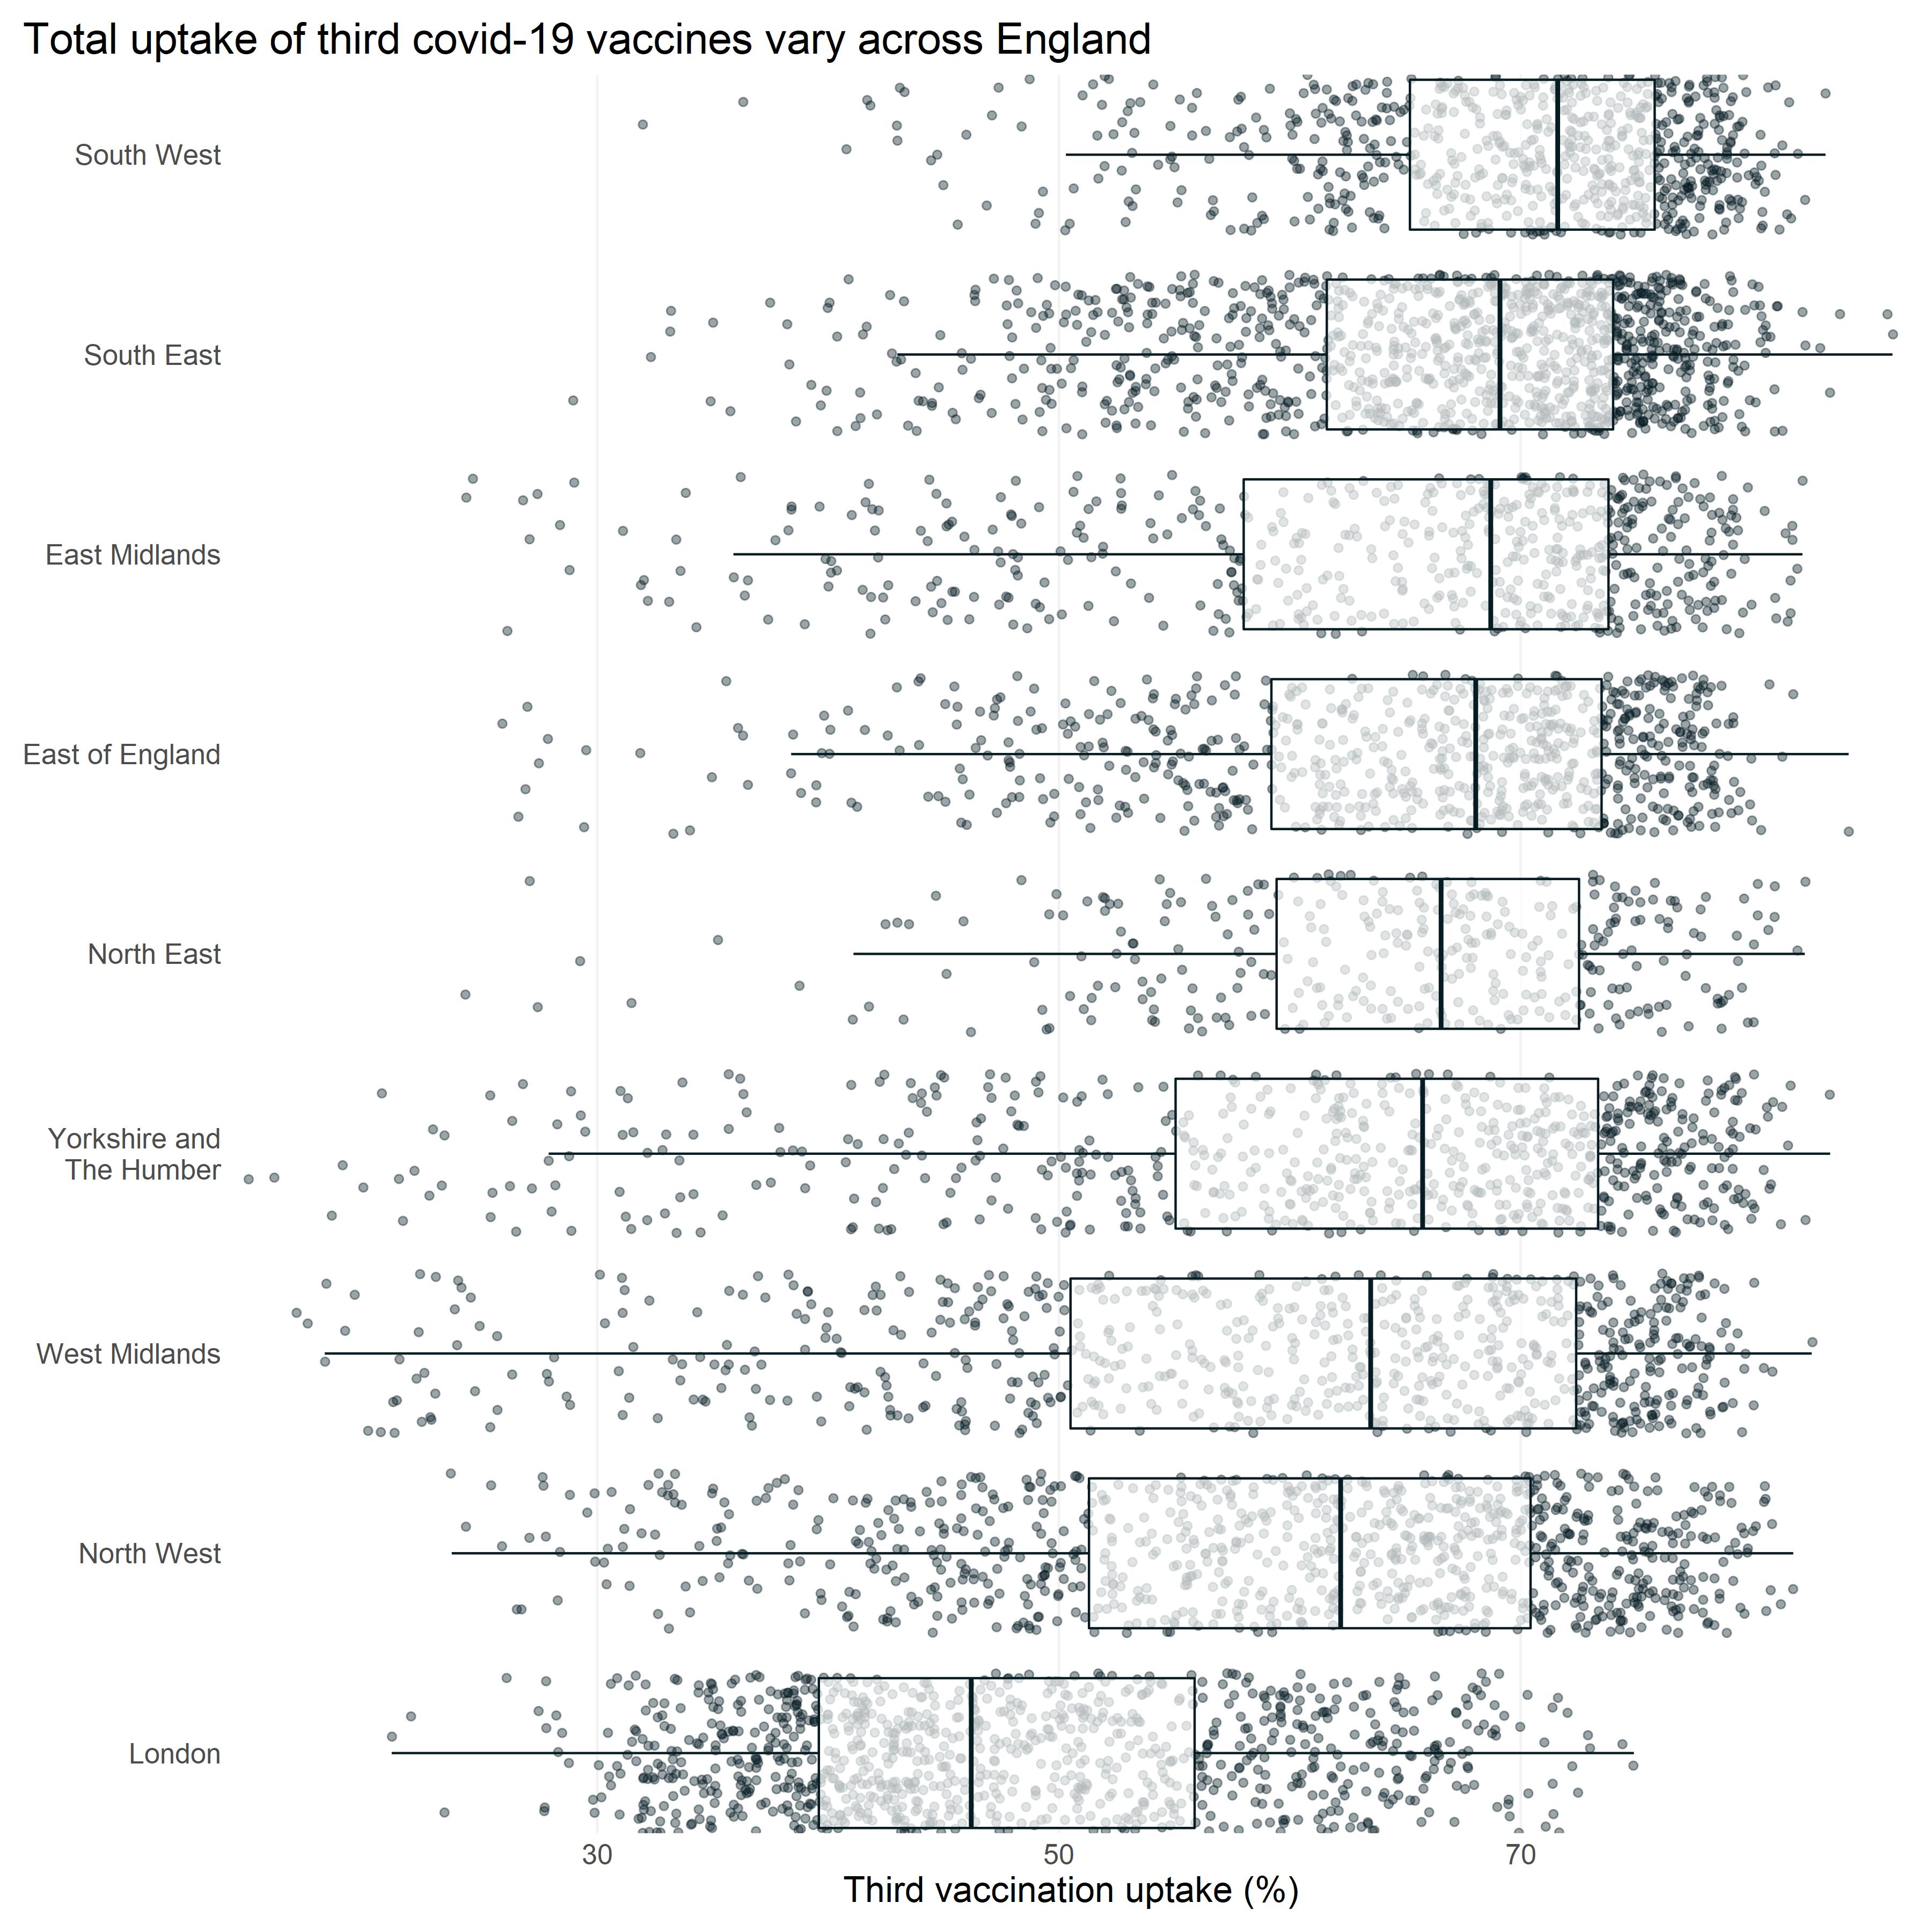 Total uptake of third covid-19 vaccines vary across England
South West
South East
East Midlands
East of England
North East
Yorkshire and
The Humber
West Midlands
North West
London
30
50
70
Third vaccination uptake (%)